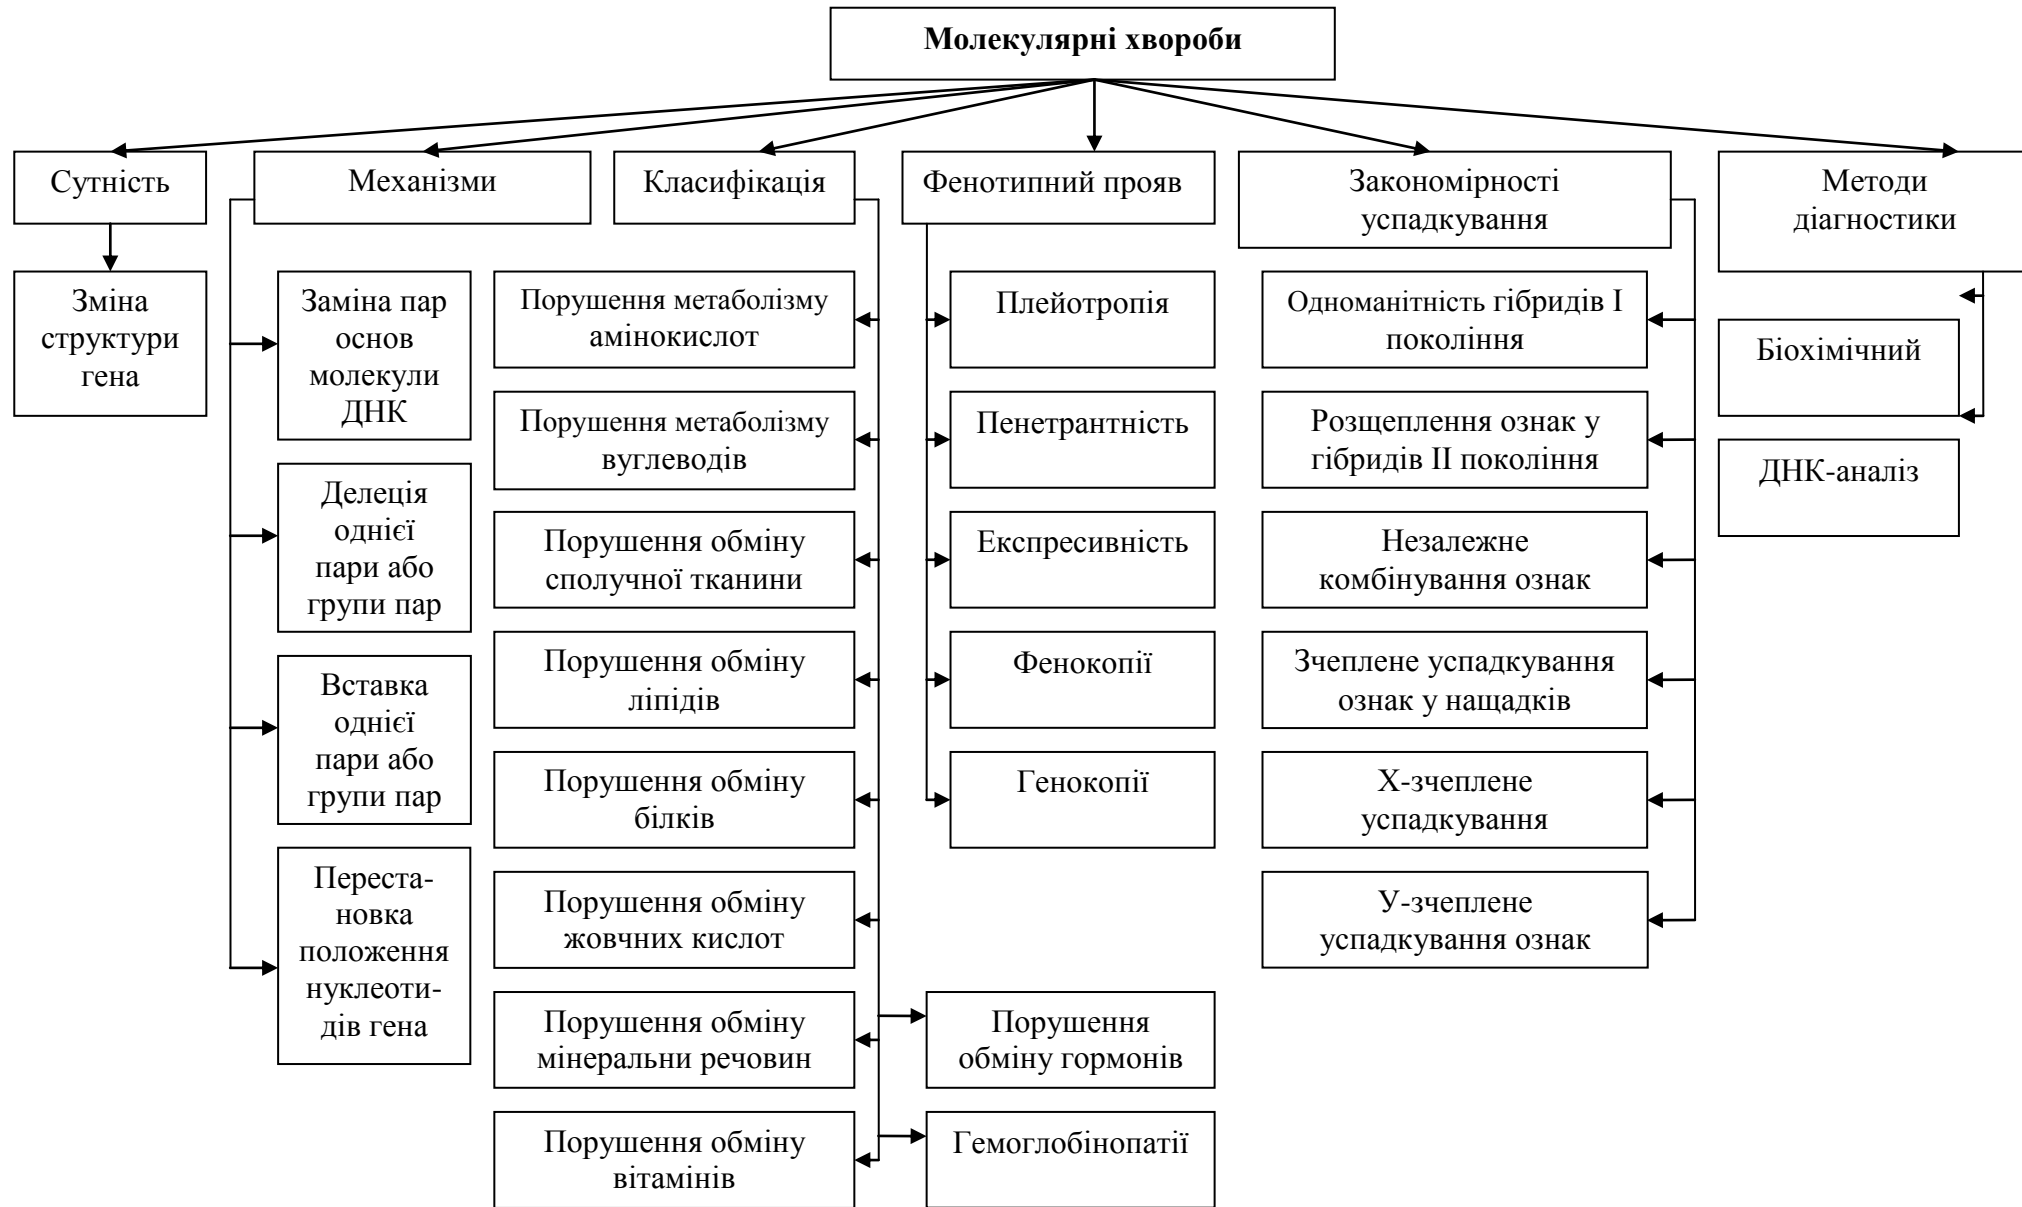 Молекулярні хвороби
Сутність
Механізми
Класифікація
Фенотипний прояв
Закономірності
успадкування
Методи
діагностики
Зміна
структури
гена
Заміна пар
основ
молекули
ДНК
Делеція
однієї
пари або
групи пар
Вставка
однієї
пари або
групи пар
Переста-
новка
положення
нуклеоти-
дів гена
Порушення метаболізму
амінокислот
Порушення метаболізму
вуглеводів
Порушення обміну
сполучної тканини
Порушення обміну
ліпідів
Порушення обміну
білків
Порушення обміну
жовчних кислот
Порушення обміну
мінеральни речовин
Порушення обміну
вітамінів
Порушення
обміну гормонів
Гемоглобінопатії
Плейотропія
Пенетрантність
Експресивність
Фенокопії
Генокопії
Одноманітність гібридів І
покоління
Розщеплення ознак у
гібридів ІІ покоління
Незалежне
комбінування ознак
Зчеплене успадкування
ознак у нащадків
Х-зчеплене
успадкування
У-зчеплене
успадкування ознак
Біохімічний
ДНК-аналіз